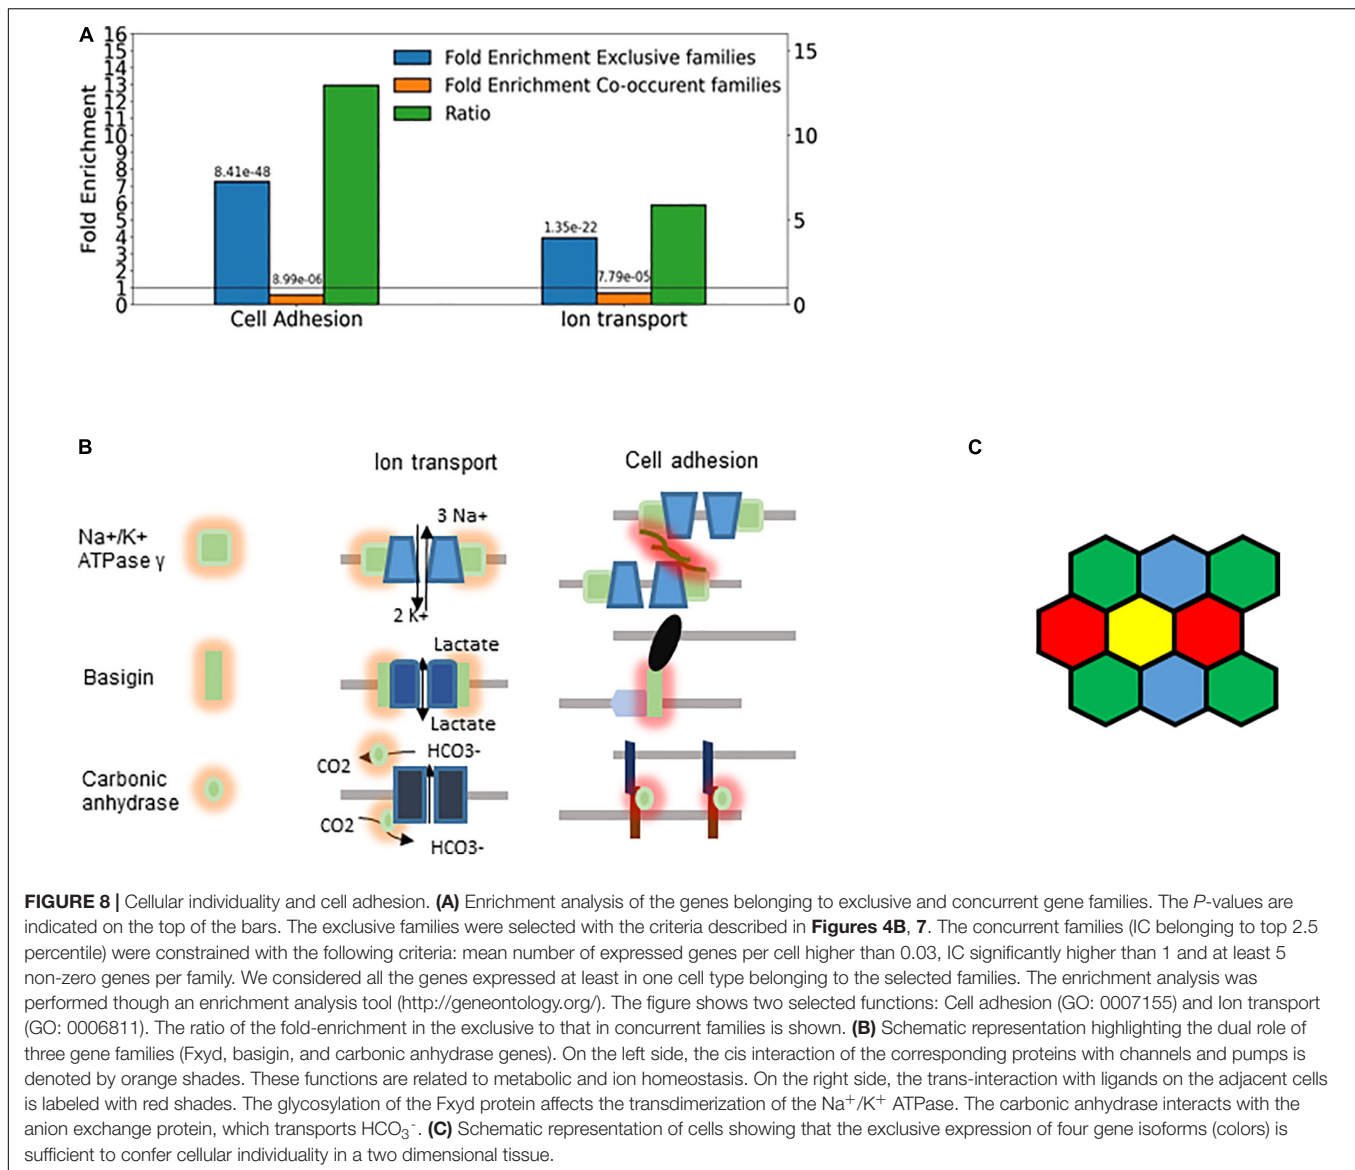 A
16
15
14
13
12
11
10
9
8
7
6
5
4
3
2
1
0
Fold Enrichment
15
10
5
0
Fold Enrichment Exclusive families
Fold Enrichment Co-occurent families
Ratio
8.41e-48
8.99e-06
1.35e-22
7.79e-05
Cell Adhesion
Ion transport
B
Ion transport
Cell adhesion
C
Na+/K+
ATPase γ
3 Na+
2 K+
Basigin
Lactate
Lactate
Carbonic
anhydrase
CO2
HCO3-
CO2
HCO3-
FIGURE 8 | Cellular individuality and cell adhesion. (A) Enrichment analysis of the genes belonging to exclusive and concurrent gene families. The P-values are
indicated on the top of the bars. The exclusive families were selected with the criteria described in Figures 4B, 7. The concurrent families (IC belonging to top 2.5
percentile) were constrained with the following criteria: mean number of expressed genes per cell higher than 0.03, IC significantly higher than 1 and at least 5
non-zero genes per family. We considered all the genes expressed at least in one cell type belonging to the selected families. The enrichment analysis was
performed though an enrichment analysis tool (http://geneontology.org/). The figure shows two selected functions: Cell adhesion (GO: 0007155) and Ion transport
(GO: 0006811). The ratio of the fold-enrichment in the exclusive to that in concurrent families is shown. (B) Schematic representation highlighting the dual role of
three gene families (Fxyd, basigin, and carbonic anhydrase genes). On the left side, the cis interaction of the corresponding proteins with channels and pumps is
denoted by orange shades. These functions are related to metabolic and ion homeostasis. On the right side, the trans-interaction with ligands on the adjacent cells
is labeled with red shades. The glycosylation of the Fxyd protein affects the transdimerization of the Na⁺/K⁺ ATPase. The carbonic anhydrase interacts with the
anion exchange protein, which transports HCO₃⁻. (C) Schematic representation of cells showing that the exclusive expression of four gene isoforms (colors) is
sufficient to confer cellular individuality in a two dimensional tissue.